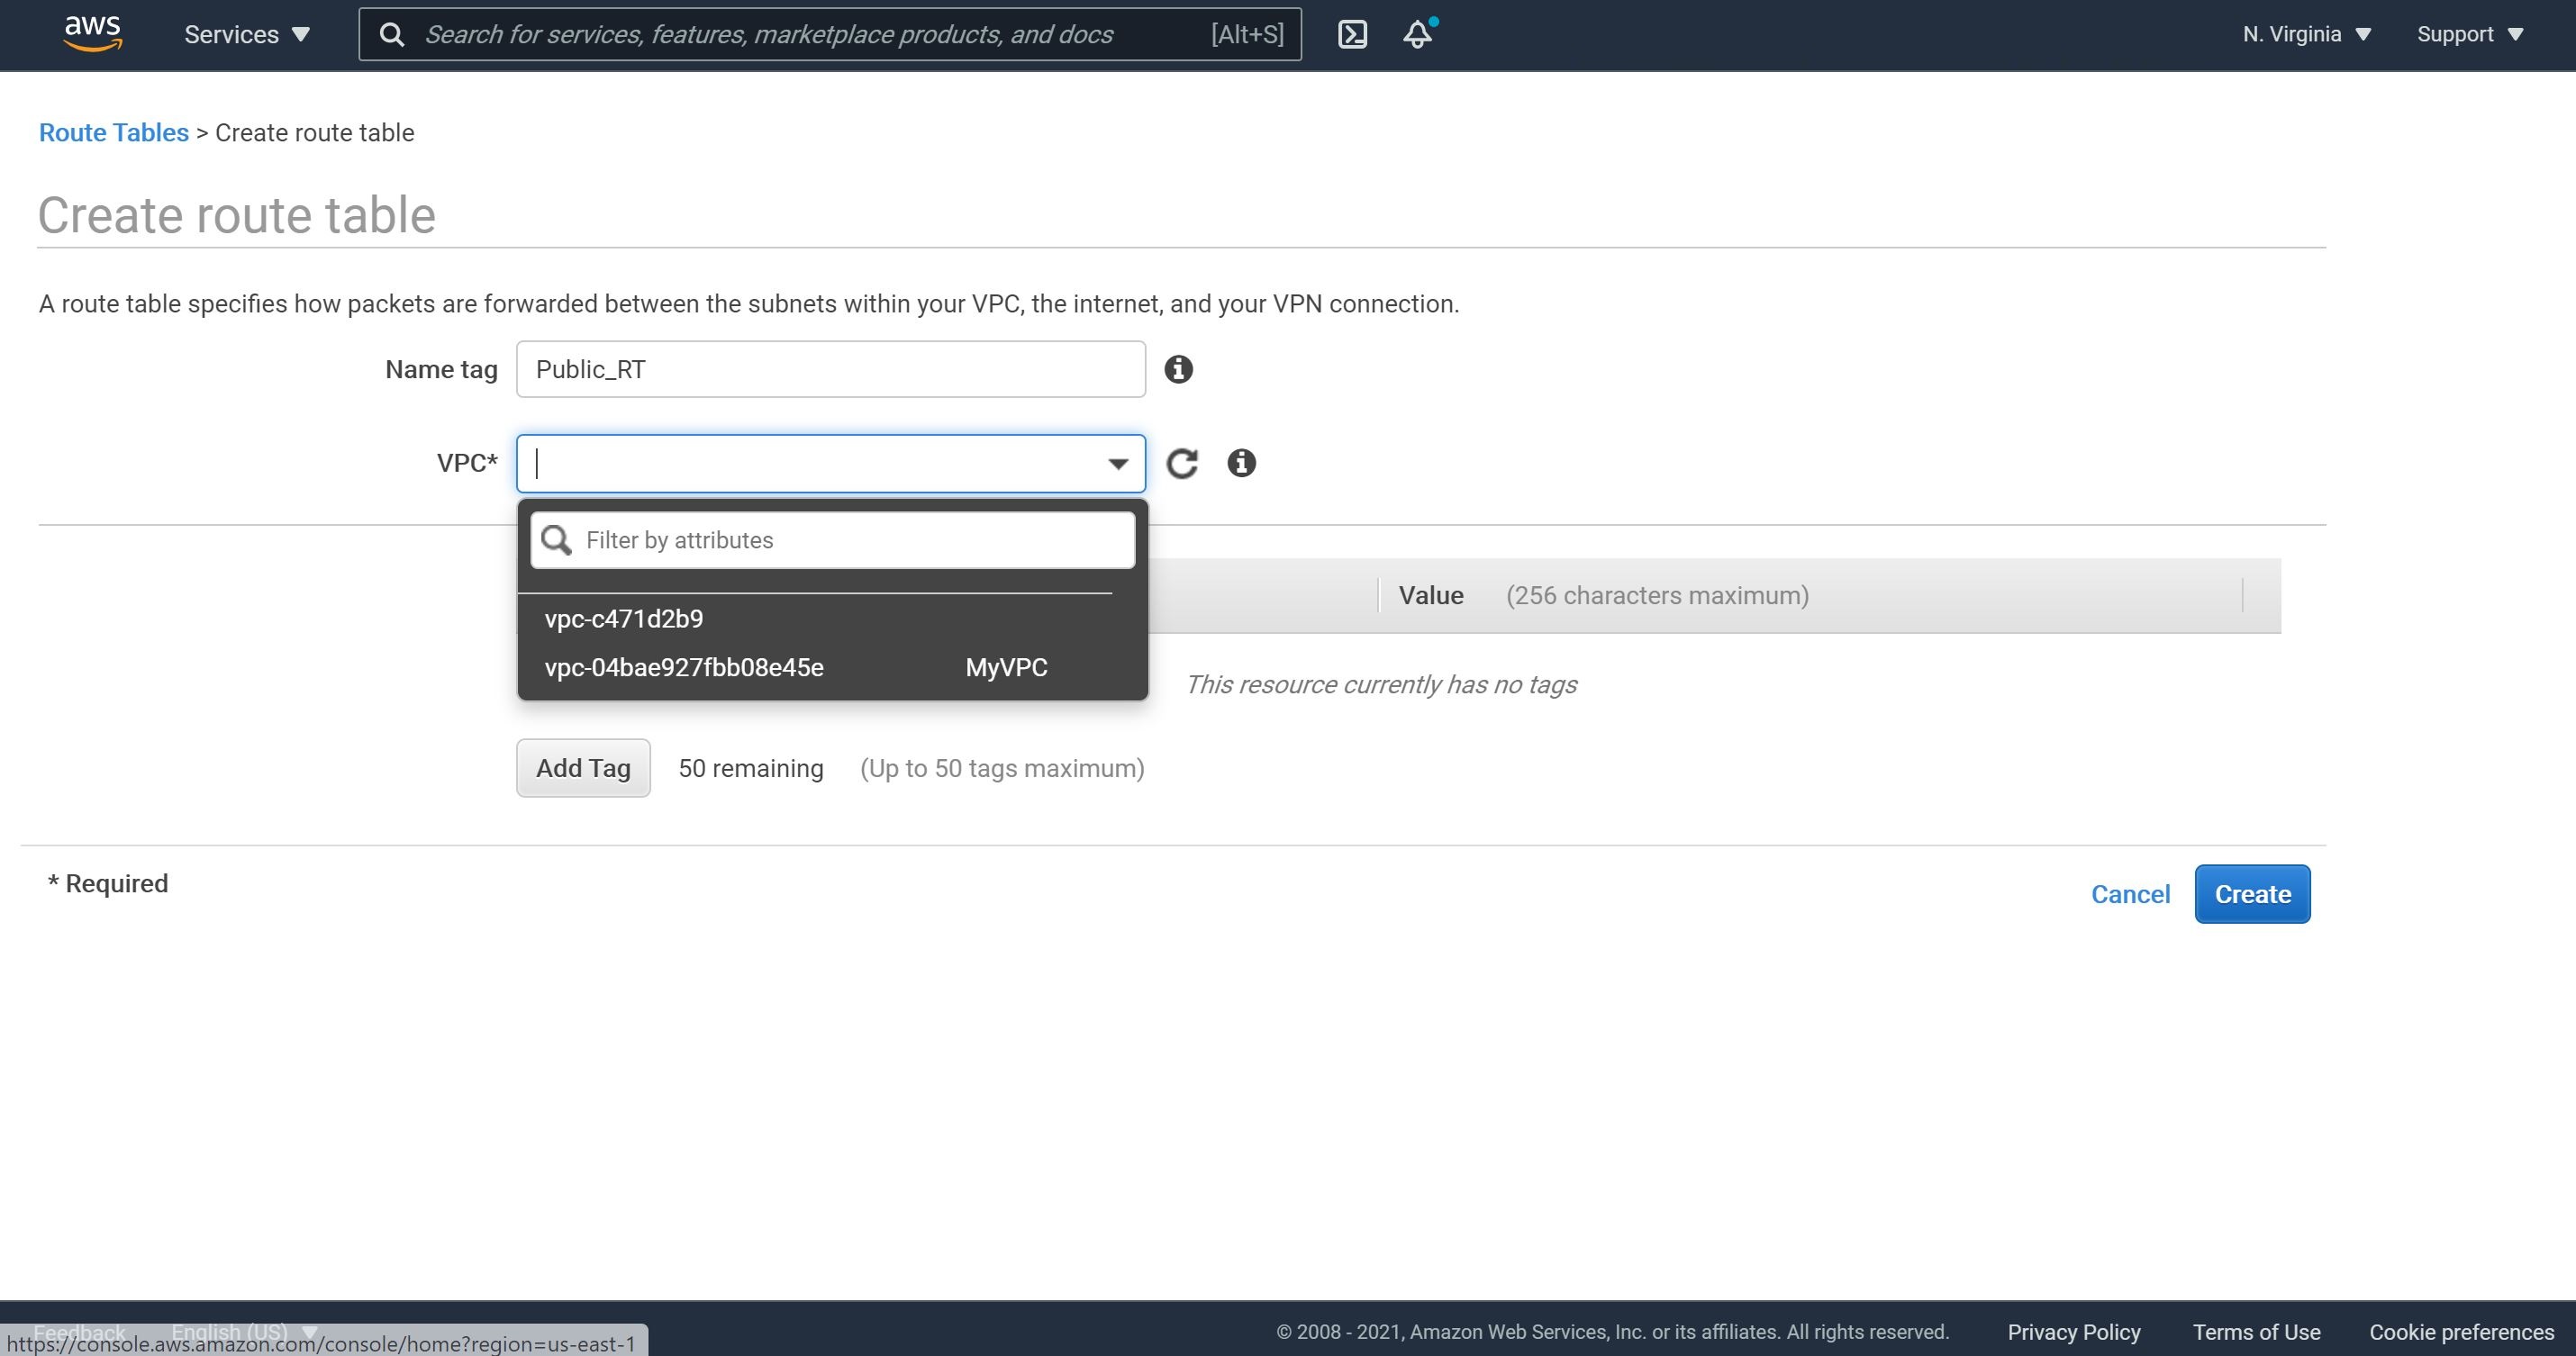 aws Services Search for services, features, marketplace products, and docs [Alt+S] N. Virginia Support
Route Tables > Create route table
Create route table
A route table specifies how packets are forwarded between the subnets within your VPC, the internet, and your VPN connection.
Name tag Public_RT
VPC*
Filter by attributes
Value (256 characters maximum)
vpc-c471d2b9
vpc-04bae927fbb08e45e MyVPC
This resource currently has no tags
Add Tag 50 remaining (Up to 50 tags maximum)
* Required
Cancel Create
Feedback English (US) © 2008 - 2021, Amazon Web Services, Inc. or its affiliates. All rights reserved. Privacy Policy Terms of Use Cookie preferences
https://console.aws.amazon.com/console/home?region=us-east-1